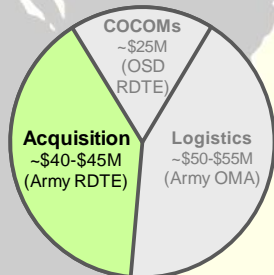 COCOMs
~$25M
(OSD
RDTE)
Acquisition
~$40-$45M
(Army RDTE)
Logistics
~$50-$55M
(Army OMA)